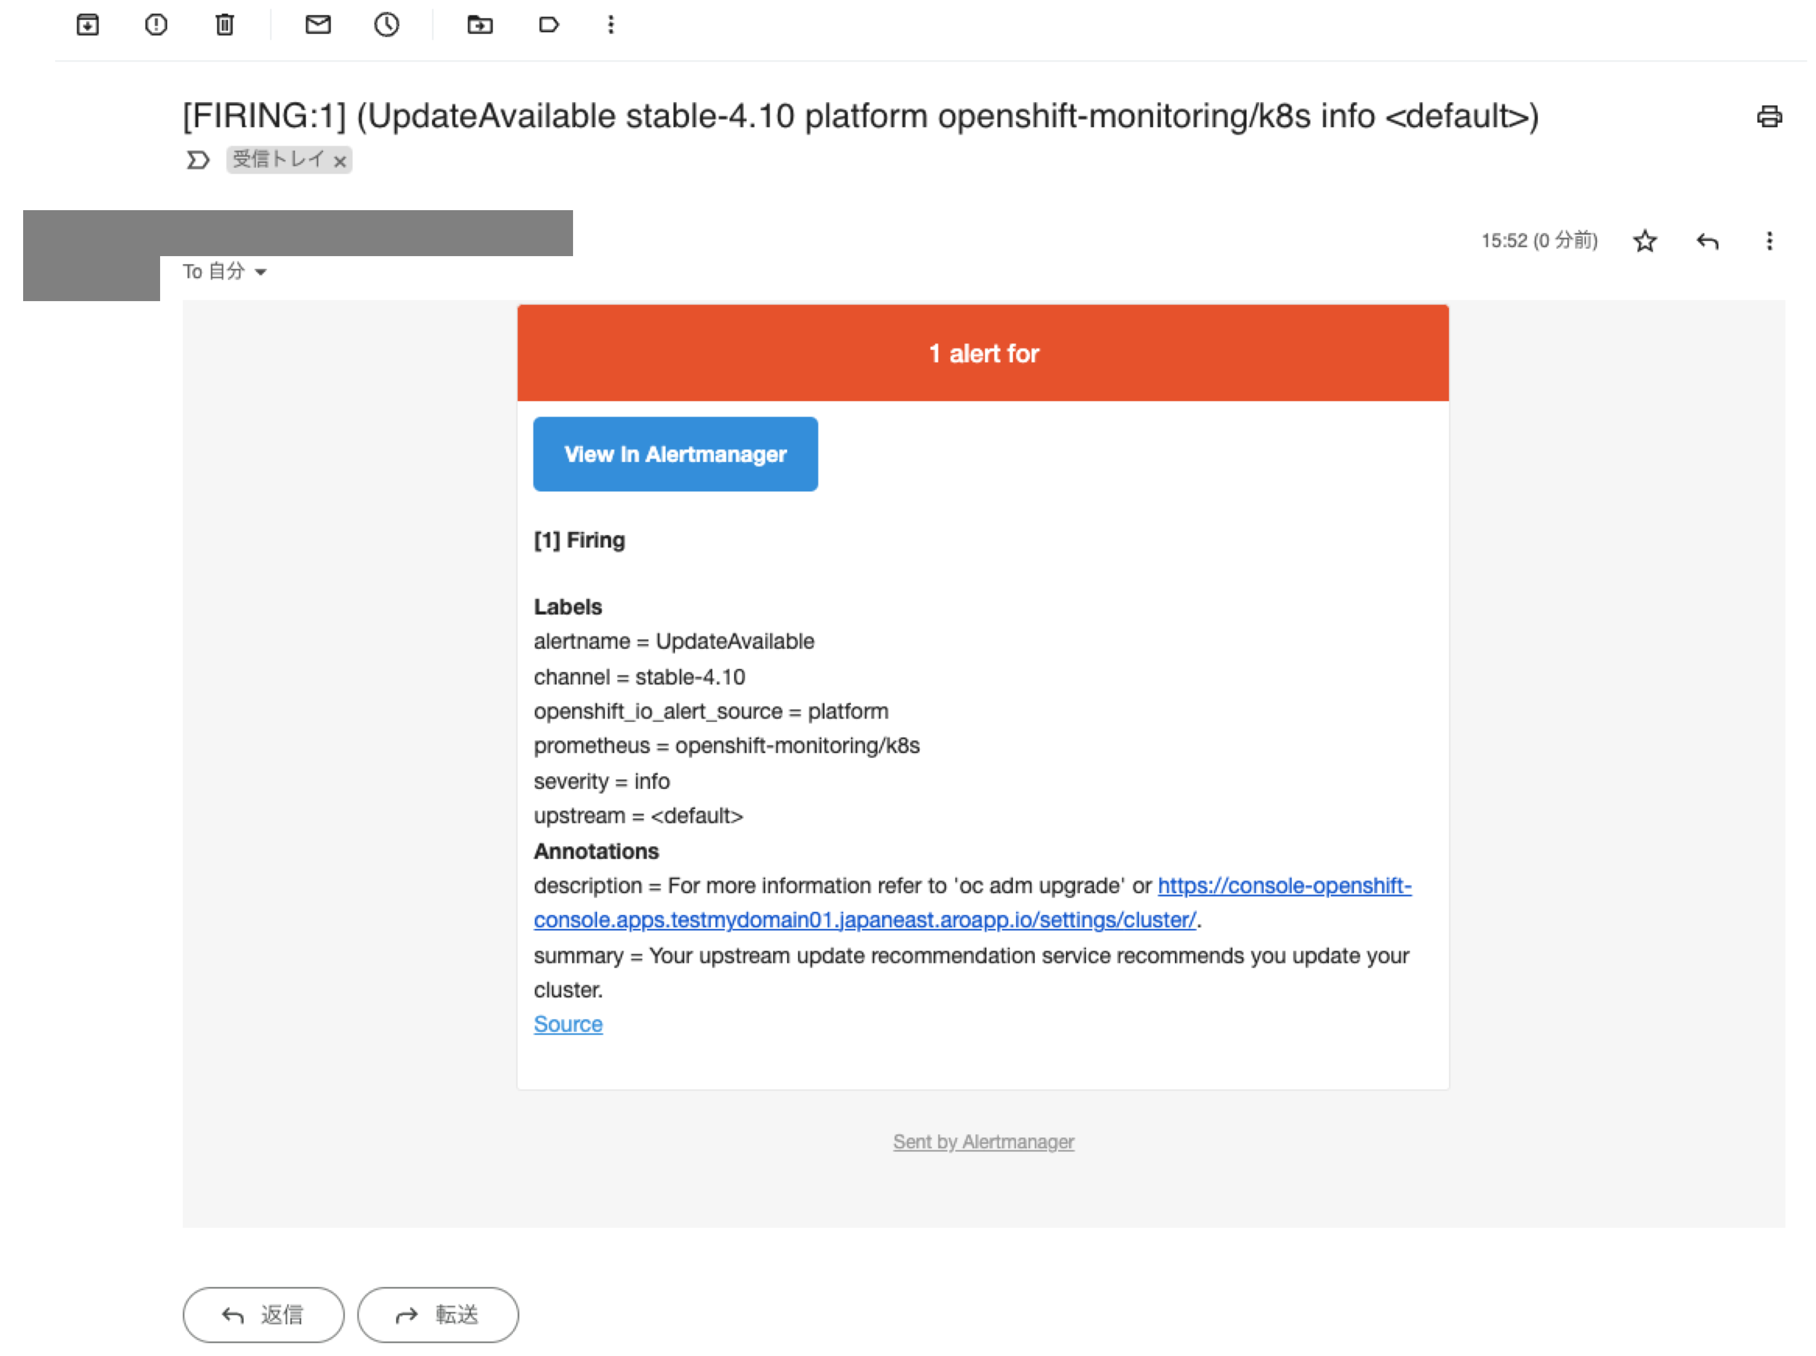 [FIRING:1] (UpdateAvailable stable-4.10 platform openshift-monitoring/k8s info <default>)
受信トレイ ×
15:52 (0 分前)
To 自分
1 alert for
View In Alertmanager
[1] Firing
Labels
alertname = UpdateAvailable
channel = stable-4.10
openshift_io_alert_source = platform
prometheus = openshift-monitoring/k8s
severity = info
upstream = <default>
Annotations
description = For more information refer to 'oc adm upgrade' or https://console-openshift-
console.apps.testmydomain01.japaneast.aroapp.io/settings/cluster/.
summary = Your upstream update recommendation service recommends you update your
cluster.
Source
Sent by Alertmanager
返信
転送